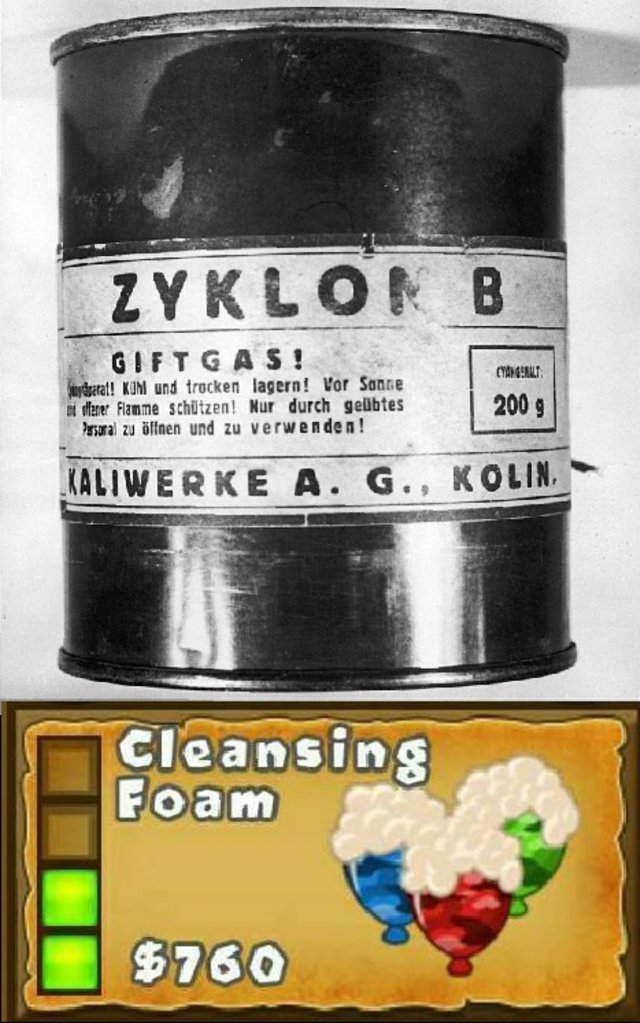 ZYKLON B
GIFTGAS!
Kühl und trocken lagern! Vor Sonne
offener Flamme schützen! Nur durch geübtes
Personal zu öffnen und zu verwenden!
CYANGEHALT:
200 g
KALIWERKE A. G., KOLIN.
Cleansing
Foam
$760